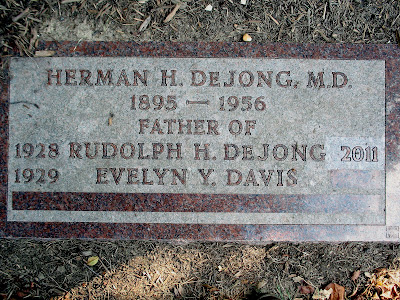 HERMAN H. DEJONG, M.D.
1895 — 1956
FATHER OF
1928 RUDOLPH H. DEJONG 2011
1929 EVELYN Y. DAVIS